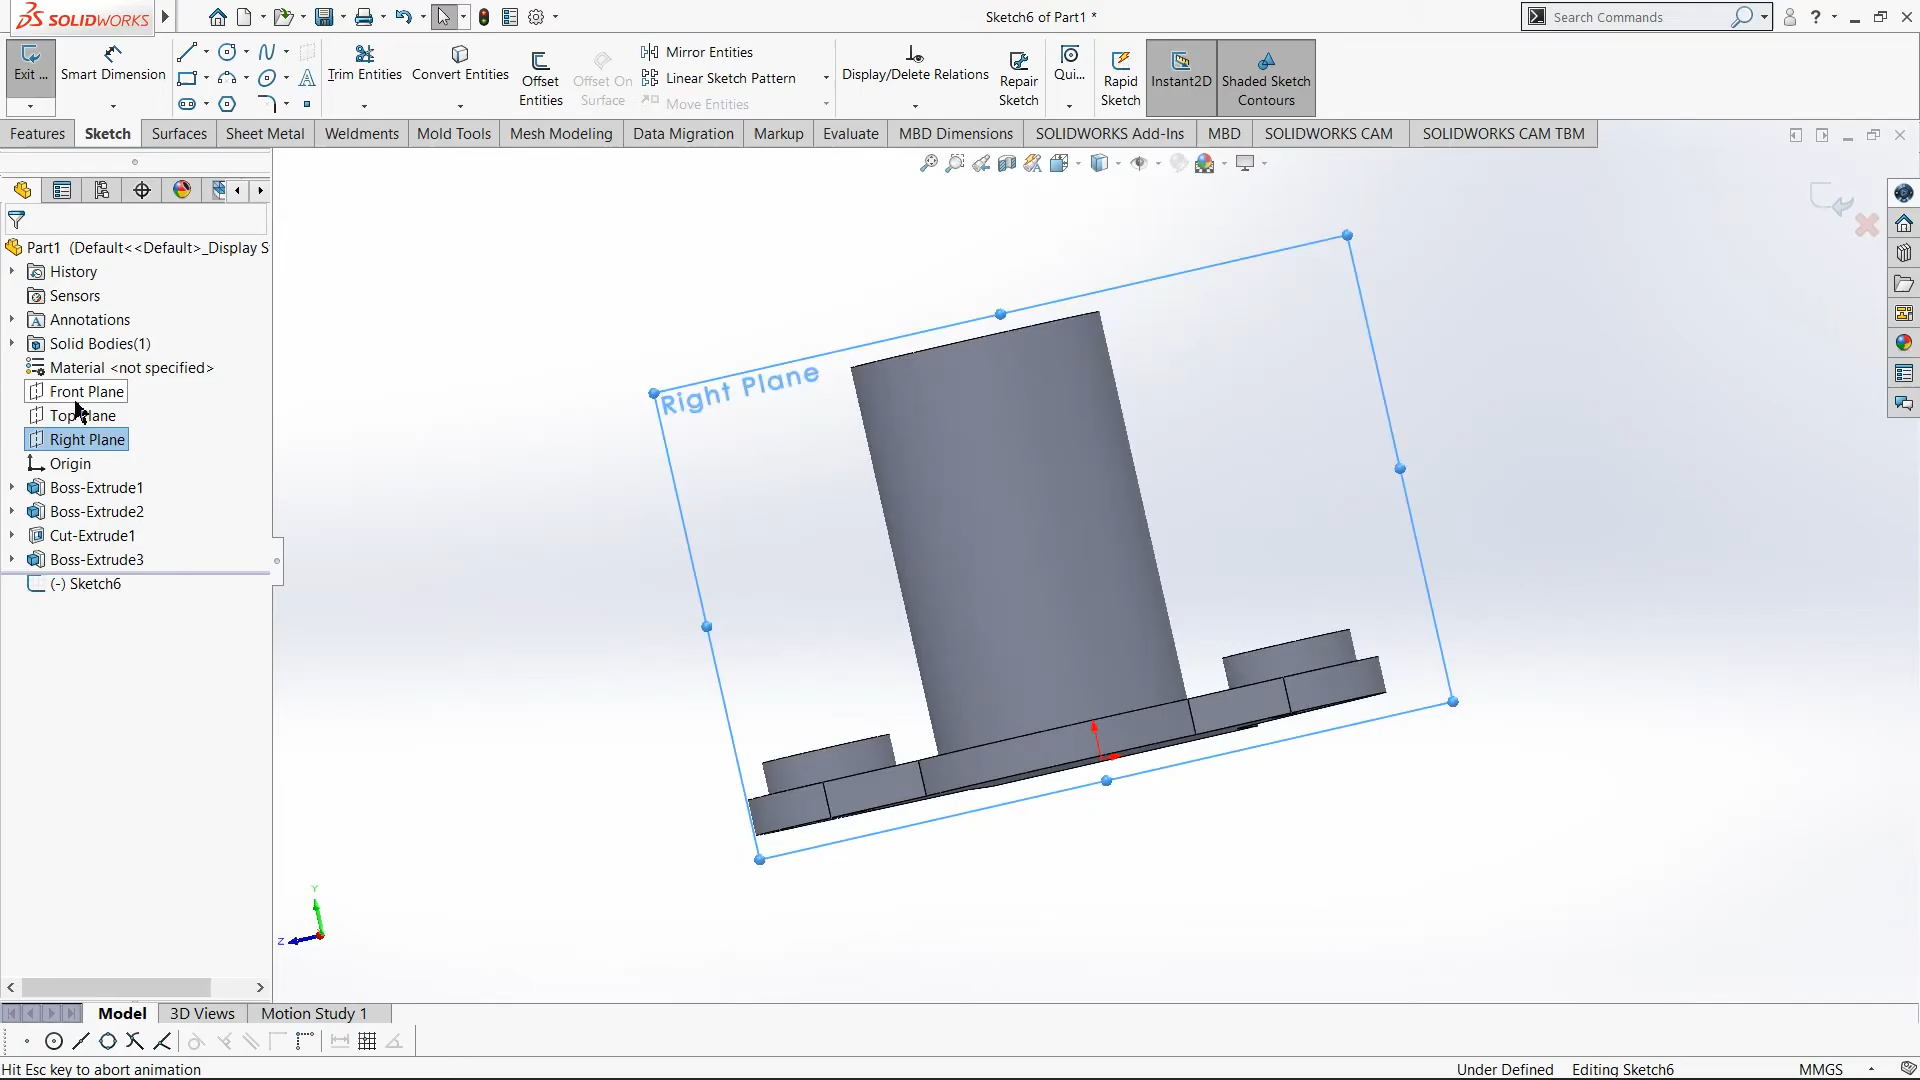 SOLIDWORKS
Sketch6 of Part1 *
Search Commands
Exit ...
Smart Dimension
Trim Entities
Convert Entities
Offset Entities
Offset On Surface
Mirror Entities
Linear Sketch Pattern
Move Entities
Display/Delete Relations
Repair Sketch
Qui...
Rapid Sketch
Instant2D
Shaded Sketch Contours
Features Sketch Surfaces Sheet Metal Weldments Mold Tools Mesh Modeling Data Migration Markup Evaluate MBD Dimensions SOLIDWORKS Add-Ins MBD SOLIDWORKS CAM SOLIDWORKS CAM TBM
Part1 (Default<<Default>_Display S
History
Sensors
Annotations
Solid Bodies(1)
Material <not specified>
Front Plane
Top Plane
Right Plane
Origin
Boss-Extrude1
Boss-Extrude2
Cut-Extrude1
Boss-Extrude3
(-) Sketch6
Right Plane
Y
Z
Model 3D Views Motion Study 1
Hit Esc key to abort animation
Under Defined Editing Sketch6 MMGS